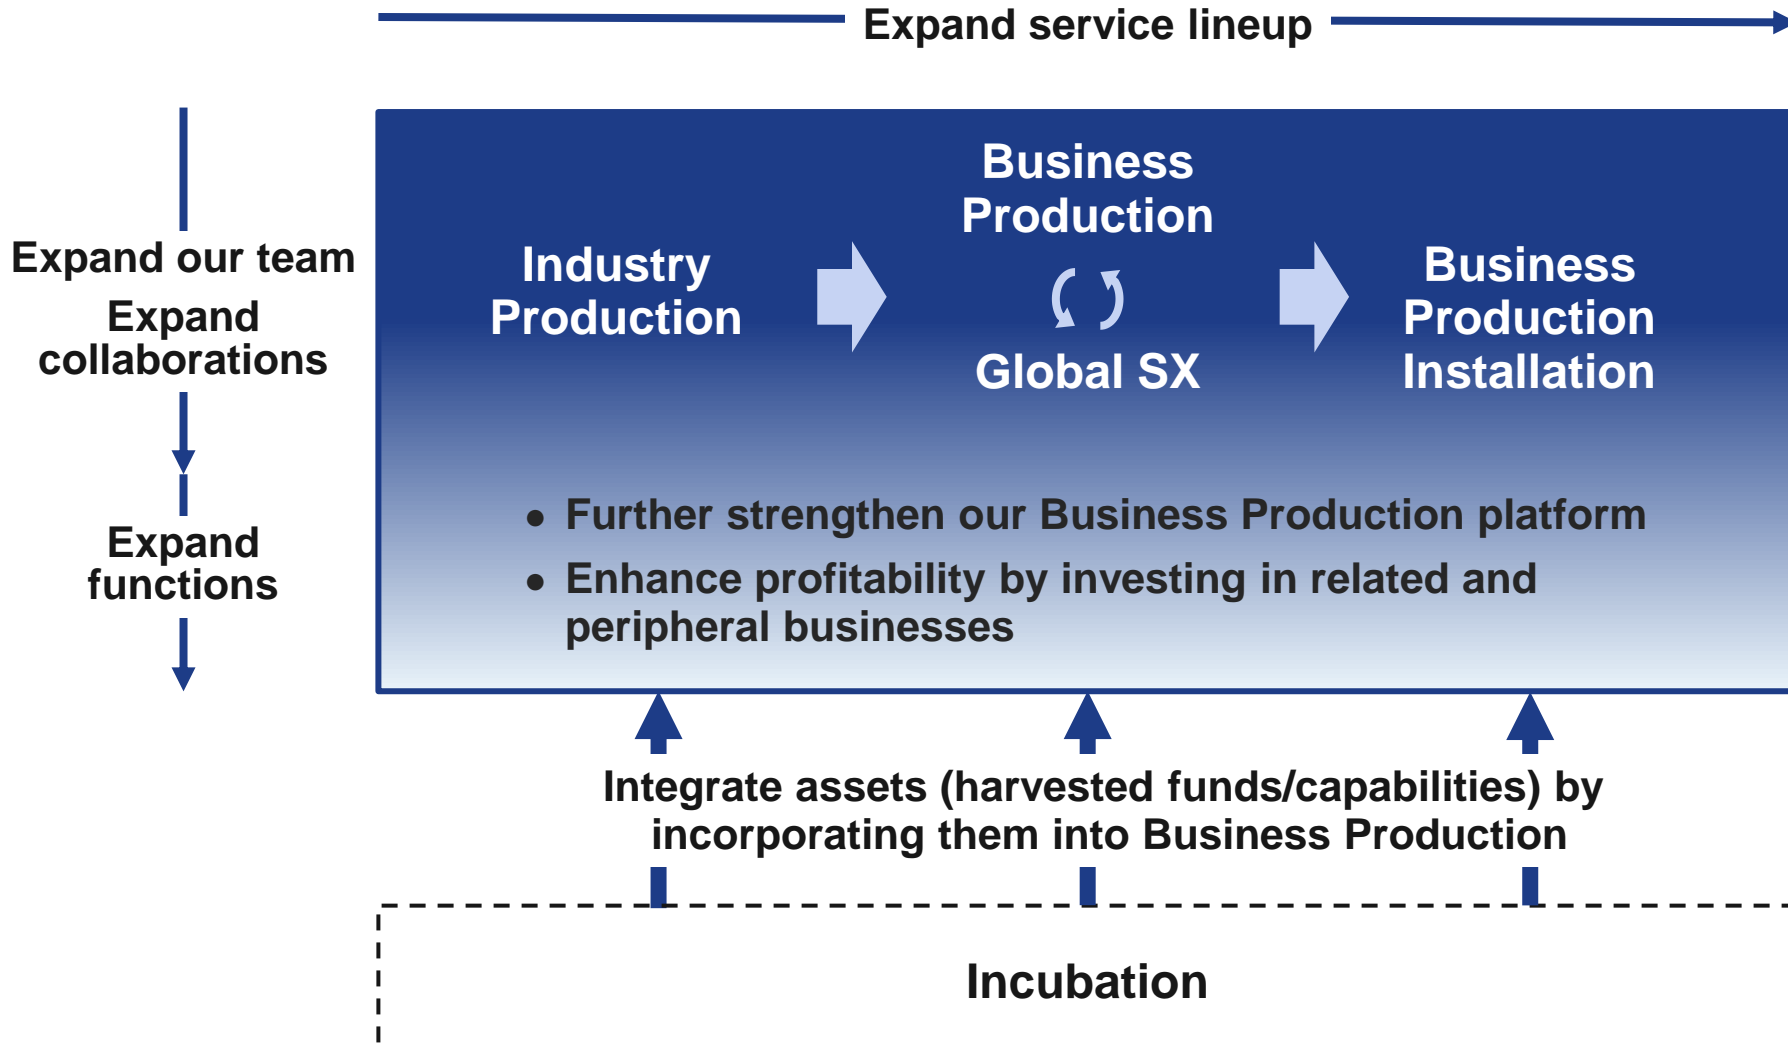 Expand service lineup
Expand our team
Expand
collaborations
Expand
functions
Industry
Production
Business
Production
Global SX
Business
Production
Installation
● Further strengthen our Business Production platform
● Enhance profitability by investing in related and
peripheral businesses
Integrate assets (harvested funds/capabilities) by
incorporating them into Business Production
Incubation